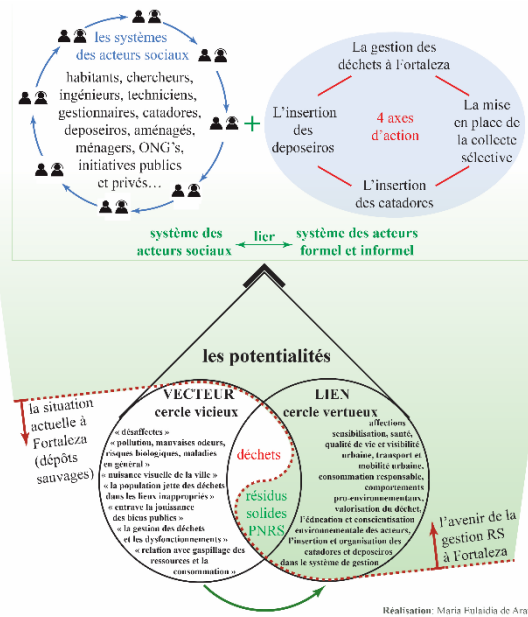 les systèmes
des acteurs sociaux
habitants, chercheurs,
ingénieurs, techniciens,
gestionnaires, catadores,
deposeiros, aménagés,
ménagers, ONG's,
initiatives publics
et privés…
+
La gestion des
déchets à Fortaleza
L'insertion
des
deposeiros
4 axes
d'action
La mise
en place de
la collecte
sélective
L'insertion
des catadores
système des
acteurs sociaux
lier
système des acteurs
formel et informel
les potentialités
la situation
actuelle à
Fortaleza
(dépôts
sauvages)
VECTEUR
cercle vicieux
« désaffectes »
« pollution, mauvaises odeurs,
risques biologiques, maladies
en général »
« nuisance visuelle de la ville »
« la population jette des déchets
dans les lieux inappropriés »
« entrave la jouissance
des biens publics »
« la gesion des déchets
et les dysfonctionnements »
« relation avec gaspillage des
ressources et la
consommation »
déchets
résidus
solides
PNRS
LIEN
cercle vertueux
affections
sensibilisation, santé,
qualité de vie et visibilité
urbaine, transport et
mobilité urbaine,
consommation responsable,
comportements
pro-environnementaux,
valorisation du déchet,
l'éducation et conscientisation
environnementale des acteurs,
l'insertion et organisation des
catadores et deposeiros
dans le système de gestion
l'avenir de la
gestion RS
à Fortaleza
Réalisation: Maria Eulaidia de Ara